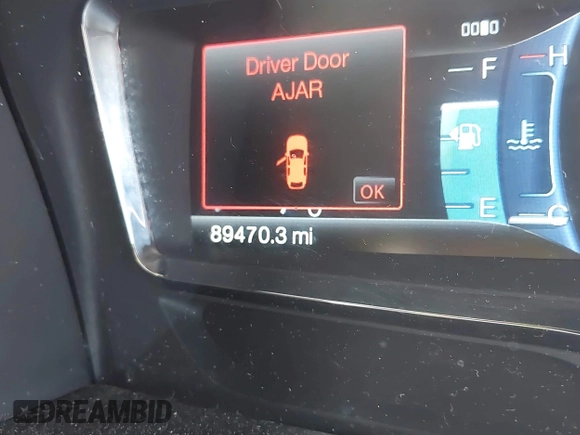 Driver Door
AJAR
OK
F
E
H
C
89470.3 mi
DREAMBID